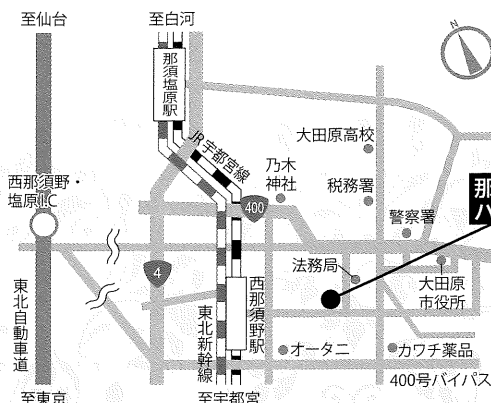 至仙台
至白河
N
那須塩原駅
JR宇都宮線
大田原高校
乃木
神社
税務署
西那須野・
塩原I.C
400
那
ハ
警察署
4
法務局
大田原
市役所
東北自動車道
東北新幹線
西那須野駅
オータニ
カワチ薬品
400号バイパス
至東京
至宇都宮